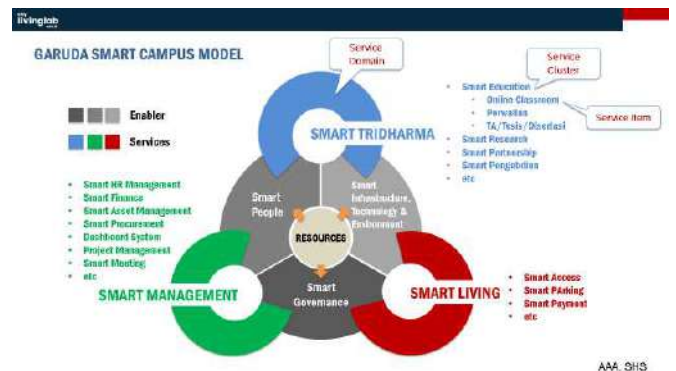 livinglab
GARUDA SMART CAMPUS MODEL
Service
Domain
Service
Cluster
Service Item
Enabler
Services
SMART TRIDHARMA
• Smart Education
• Online Classroom
• Perwalian
• TA/Tesis/Disertasi
• Smart Research
• Smart Partnership
• Smart Pengabdian
• etc
Smart
People
Smart
Infrastructure,
Technology &
Environment
RESOURCES
Smart
Governance
• Smart HR Management
• Smart Finance
• Smart Asset Management
• Smart Procurement
• Dashboard System
• Project Management
• Smart Meeting
• etc
SMART MANAGEMENT
SMART LIVING
• Smart Access
• Smart PArking
• Smart Payment
• etc
AAA, SHS